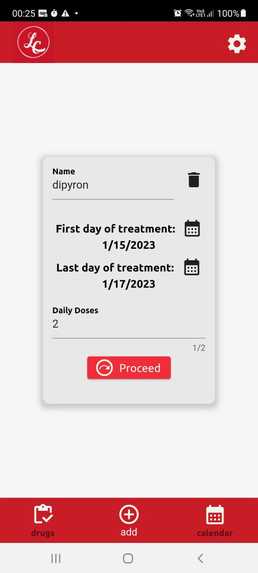 00:25
100%
LC
Name
dipyron
First day of treatment:
1/15/2023
Last day of treatment:
1/17/2023
Daily Doses
2
1/2
Proceed
drugs
add
calendar